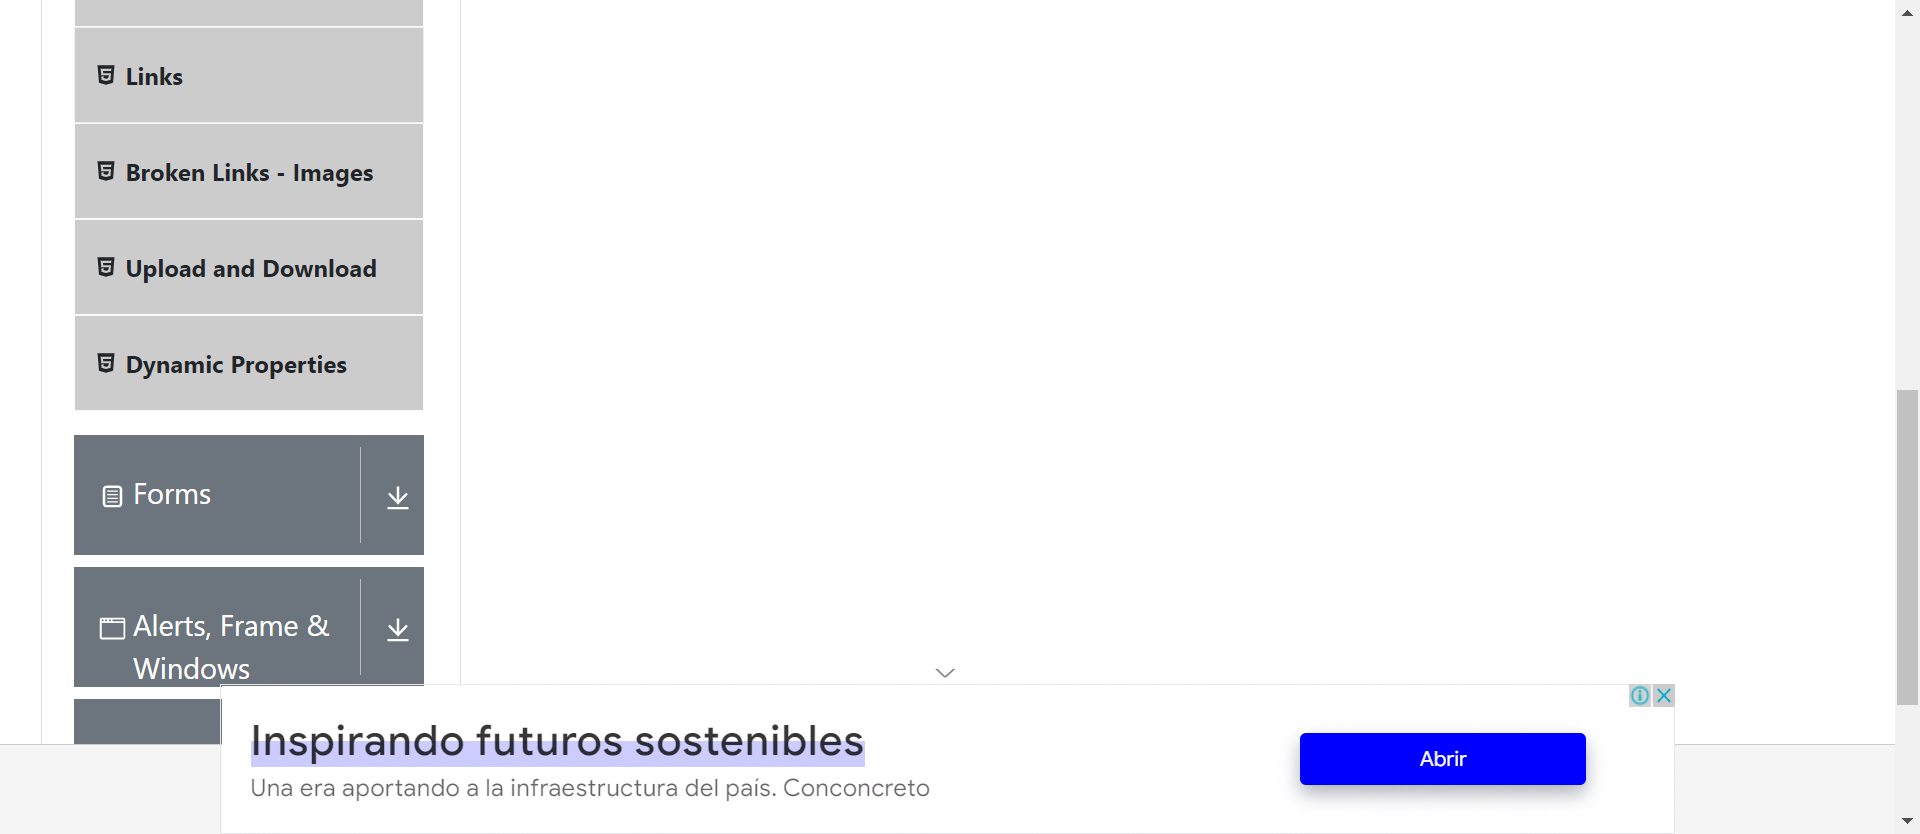 Links
Broken Links - Images
Upload and Download
Dynamic Properties
Forms
Alerts, Frame &
Windows
Inspirando futuros sostenibles
Una era aportando a la infraestructura del país. Conconcreto
Abrir